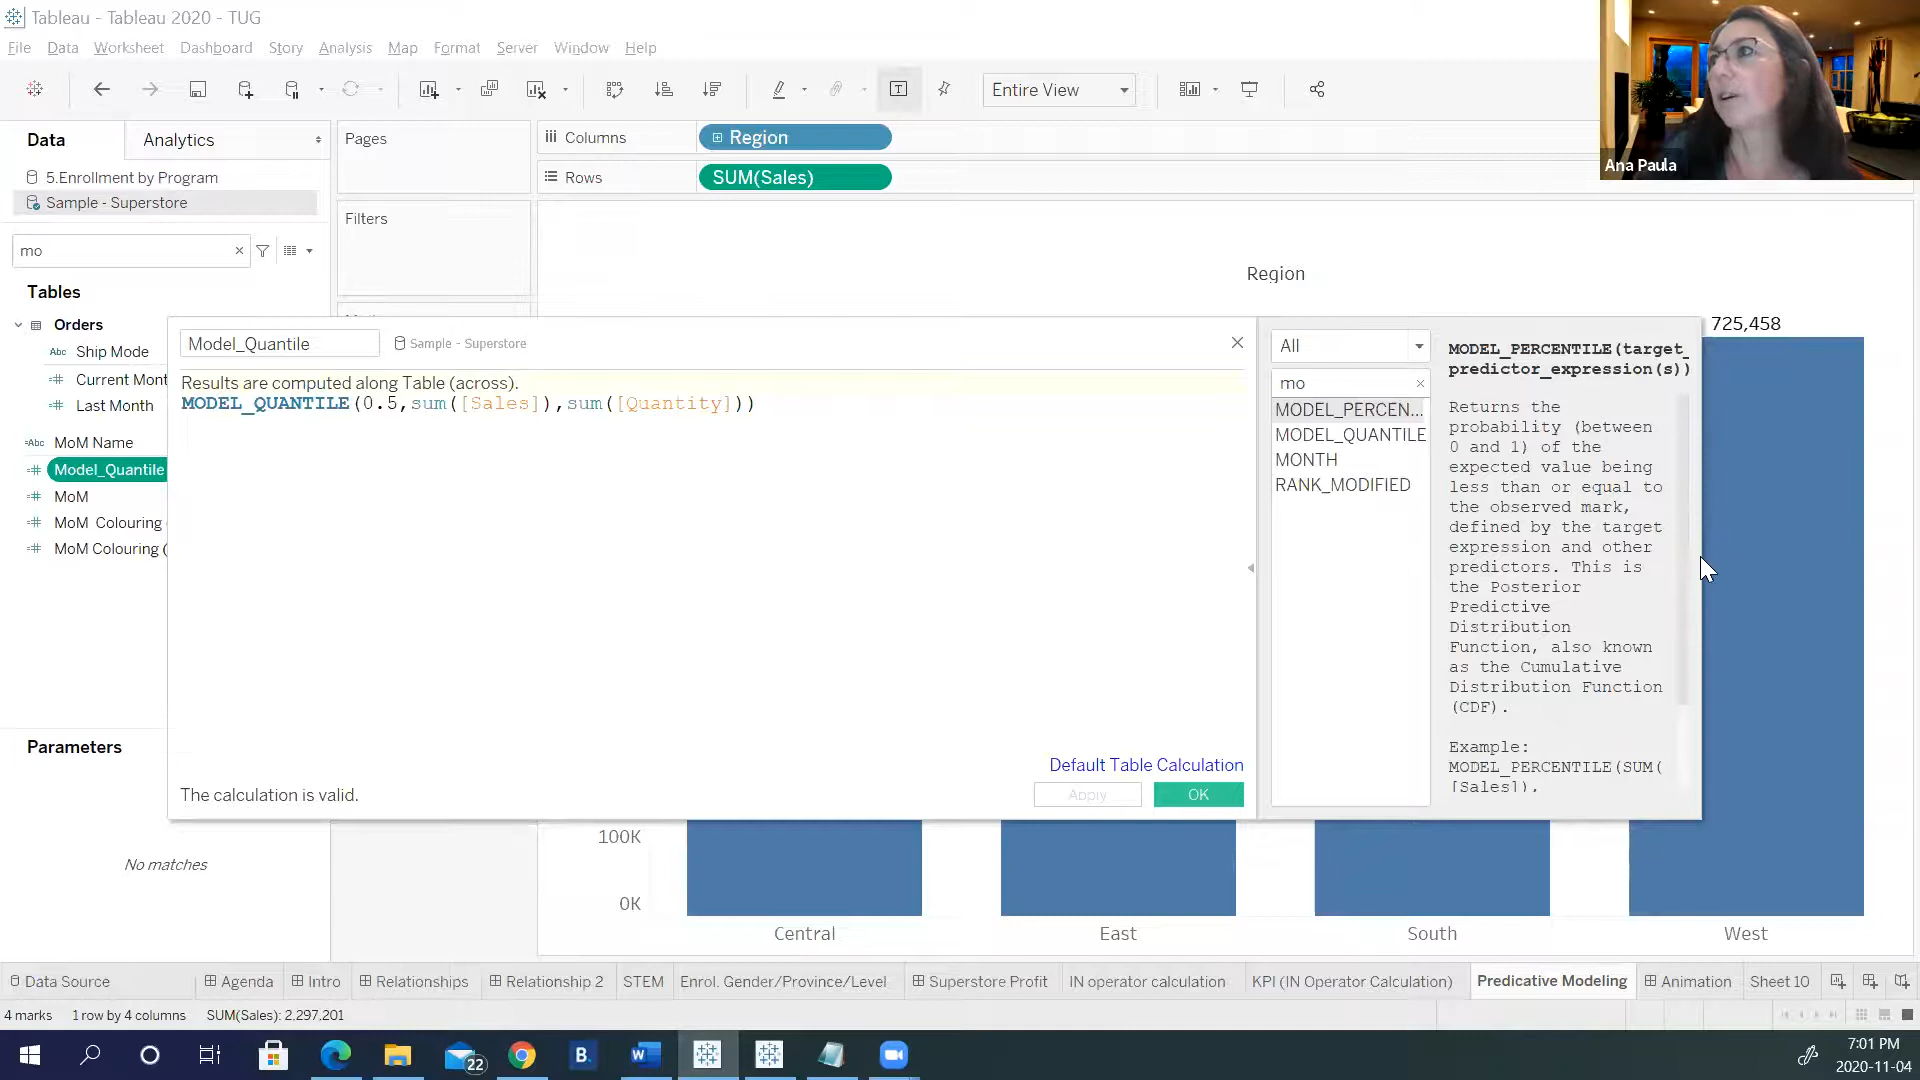 Tableau - Tableau 2020 - TUG
File Data Worksheet Dashboard Story Analysis Map Format Server Window Help
Entire View
Data
Analytics
Pages
Columns
Region
Rows
SUM(Sales)
Ana Paula
5.Enrollment by Program
Sample - Superstore
Filters
mo
Tables
Region
Orders
725,458
Ship Mode
Current Mont
Last Month
MoM Name
Model_Quantile
MoM
MoM Colouring
MoM Colouring (
Model_Quantile
Sample - Superstore
Results are computed along Table (across).
MODEL_QUANTILE(0.5,sum([Sales]),sum([Quantity]))
Default Table Calculation
The calculation is valid.
Apply
OK
All
mo
MODEL_PERCEN...
MODEL_QUANTILE
MONTH
RANK_MODIFIED
MODEL_PERCENTILE(target_
predictor_expression(s))
Returns the
probability (between
0 and 1) of the
expected value being
less than or equal to
the observed mark,
defined by the target
expression and other
predictors. This is
the Posterior
Predictive
Distribution
Function, also known
as the Cumulative
Distribution Function
(CDF).
Example:
MODEL_PERCENTILE(SUM(
[Sales]),
Parameters
No matches
100K
0K
Central
East
South
West
Data Source
Agenda
Intro
Relationships
Relationship 2
STEM
Enrol. Gender/Province/Level
Superstore Profit
IN operator calculation
KPI (IN Operator Calculation)
Predicative Modeling
Animation
Sheet 10
4 marks
1 row by 4 columns
SUM(Sales): 2,297,201
22
B.
7:01 PM
2020-11-04